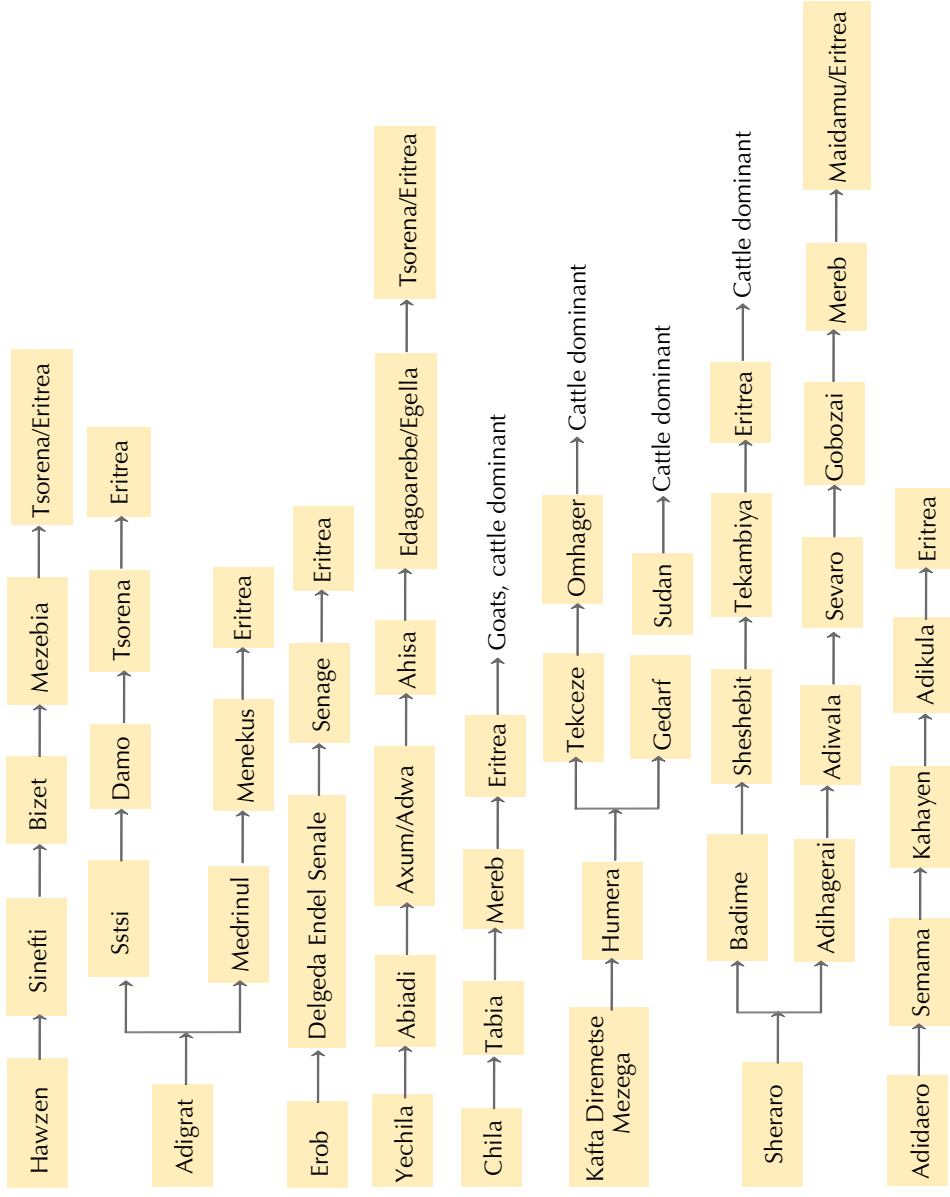 Hawzen
Sinefti
Bizet
Mezebia
Tsorena/Eritrea
Adigrat
Sstsi
Damo
Tsorena
Eritrea
Medrinul
Menekus
Eritrea
Erob
Delgeda Endel Senale
Senage
Eritrea
Yechila
Abiadi
Axum/Adwa
Ahisa
Edagoarebe/Egella
Tsorena/Eritrea
Chila
Tabia
Mereb
Eritrea
Goats, cattle dominant
Kafta Diremetse
Mezega
Humera
Tekceze
Omhager
Cattle dominant
Gedarf
Sudan
Cattle dominant
Sheraro
Badime
Sheshebit
Tekambiya
Eritrea
Cattle dominant
Adihagerai
Adiwala
Sevaro
Gobozai
Mereb
Maidamu/Eritrea
Adidaero
Semama
Kahayen
Adikula
Eritrea